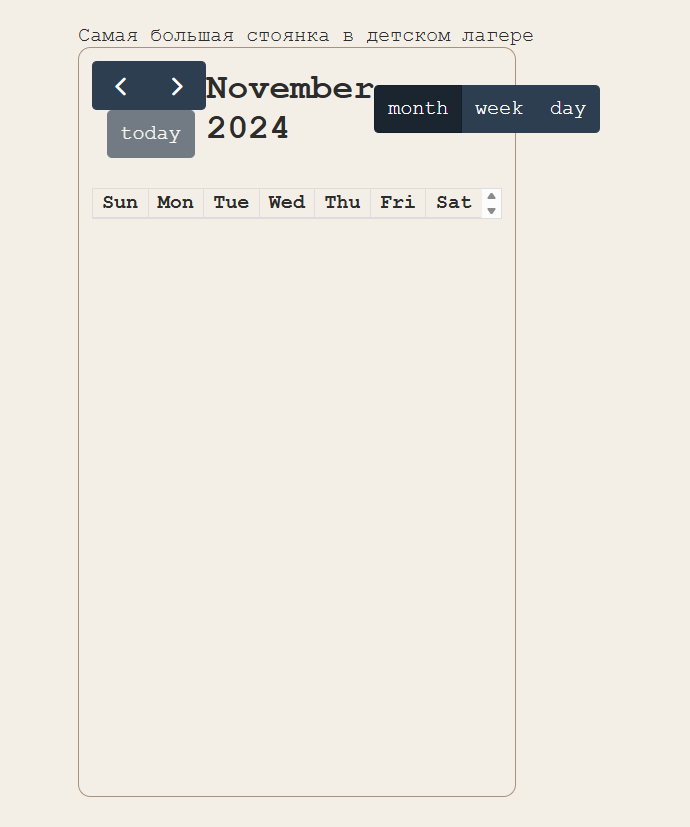 Самая большая стоянка в детском лагере
November
2024
today
month week day
Sun Mon Tue Wed Thu Fri Sat